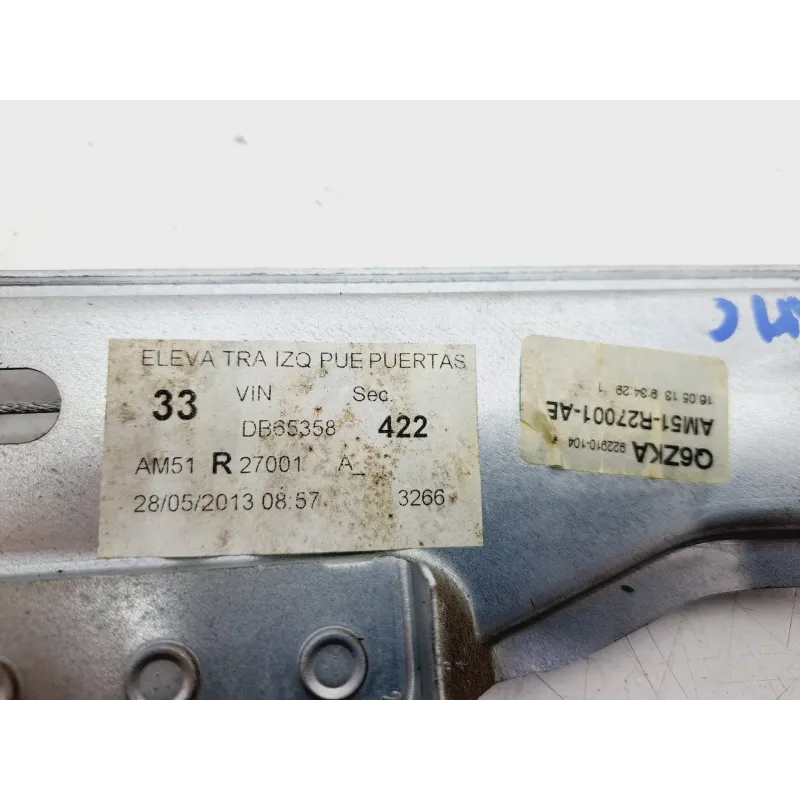 ELEVA TRA IZQ PUE PUERTAS
33 VIN Sec.
DB65358 422
AM51 R 27001 A_
28/05/2013 08:57 3266
Q6ZKA
922910-104
AM51-R27001-AE
16.05.13 9:34:29 1